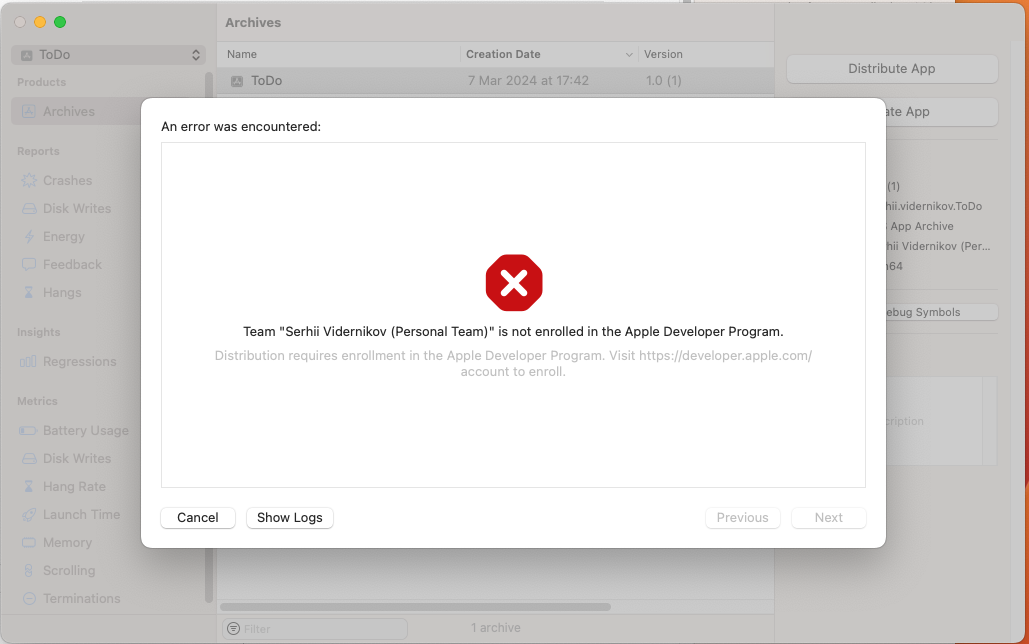 Archives
ToDo
Name
Creation Date
Version
ToDo
7 Mar 2024 at 17:42
1.0 (1)
Distribute App
Products
Archives
ate App
Reports
Crashes
Disk Writes
Energy
Feedback
Hangs
Insights
Regressions
Metrics
Battery Usage
Disk Writes
Hang Rate
Launch Time
Memory
Scrolling
Terminations
An error was encountered:
Team "Serhii Vidernikov (Personal Team)" is not enrolled in the Apple Developer Program.
Distribution requires enrollment in the Apple Developer Program. Visit https://developer.apple.com/
account to enroll.
Cancel
Show Logs
Previous
Next
(1)
hii.vidernikov.ToDo
App Archive
hii Vidernikov (Per...
64
ebug Symbols
cription
Filter
1 archive